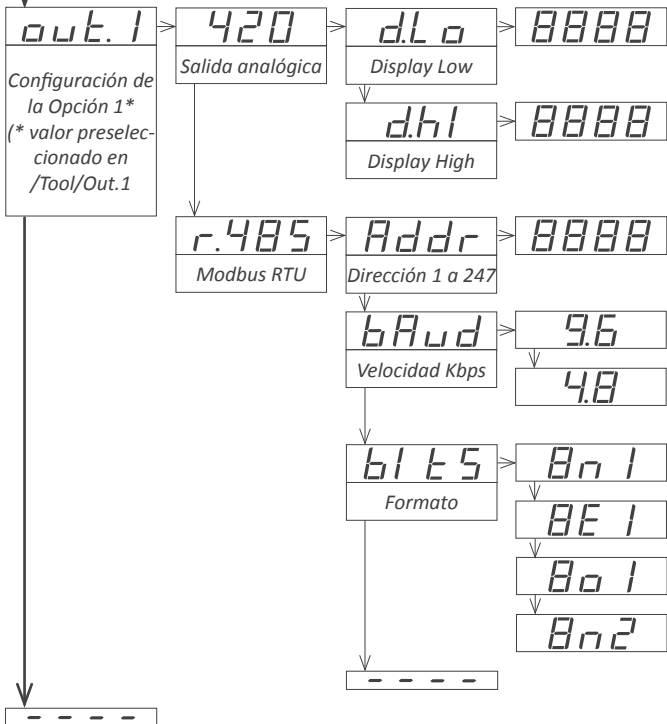 out.1
Configuración de
la Opción 1*
(* valor preselec-
cionado en
/Tool/Out.1
420
Salida analógica
d.Lo
Display Low
8888
d.hI
Display High
8888
r.485
Modbus RTU
Addr
Dirección 1 a 247
8888
bAud
Velocidad Kbps
9.6
4.8
bItS
Formato
8n1
8E1
8o1
8n2
- - - -
- - - -